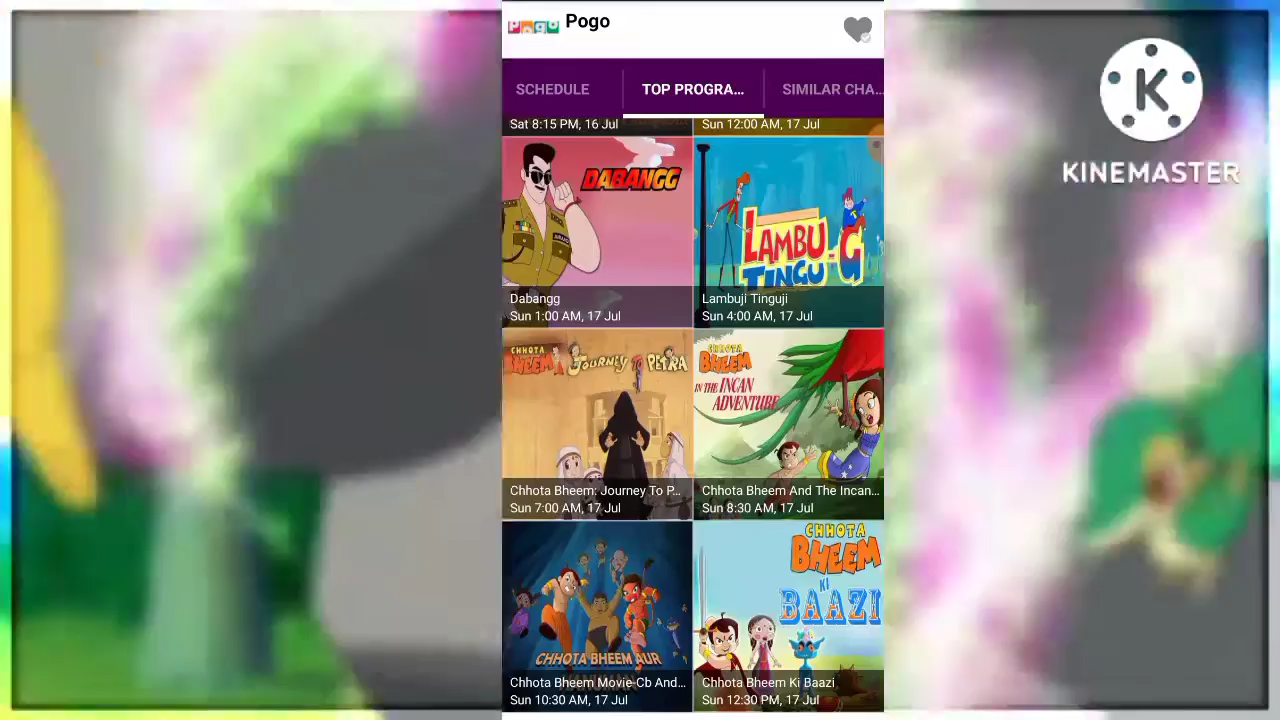 Pogo
Pogo
SCHEDULE
TOP PROGRA...
SIMILAR CHA...
Sat 8:15 PM, 16 Jul
Sun 12:00 AM, 17 Jul
DABANGG
LAMBU-G
TINGU
Dabangg
Sun 1:00 AM, 17 Jul
Lambuji Tinguji
Sun 4:00 AM, 17 Jul
CHHOTA
BHEEM
JOURNEY TO PETRA
CHHOTA
BHEEM
IN THE INCAN
ADVENTURE
Chhota Bheem: Journey To P...
Sun 7:00 AM, 17 Jul
Chhota Bheem And The Incan...
Sun 8:30 AM, 17 Jul
CHHOTA BHEEM AUR
CHHOTA
BHEEM
KI
BAAZI
Chhota Bheem Movie-Cb And...
Sun 10:30 AM, 17 Jul
Chhota Bheem Ki Baazi
Sun 12:30 PM, 17 Jul
K
KINEMASTER